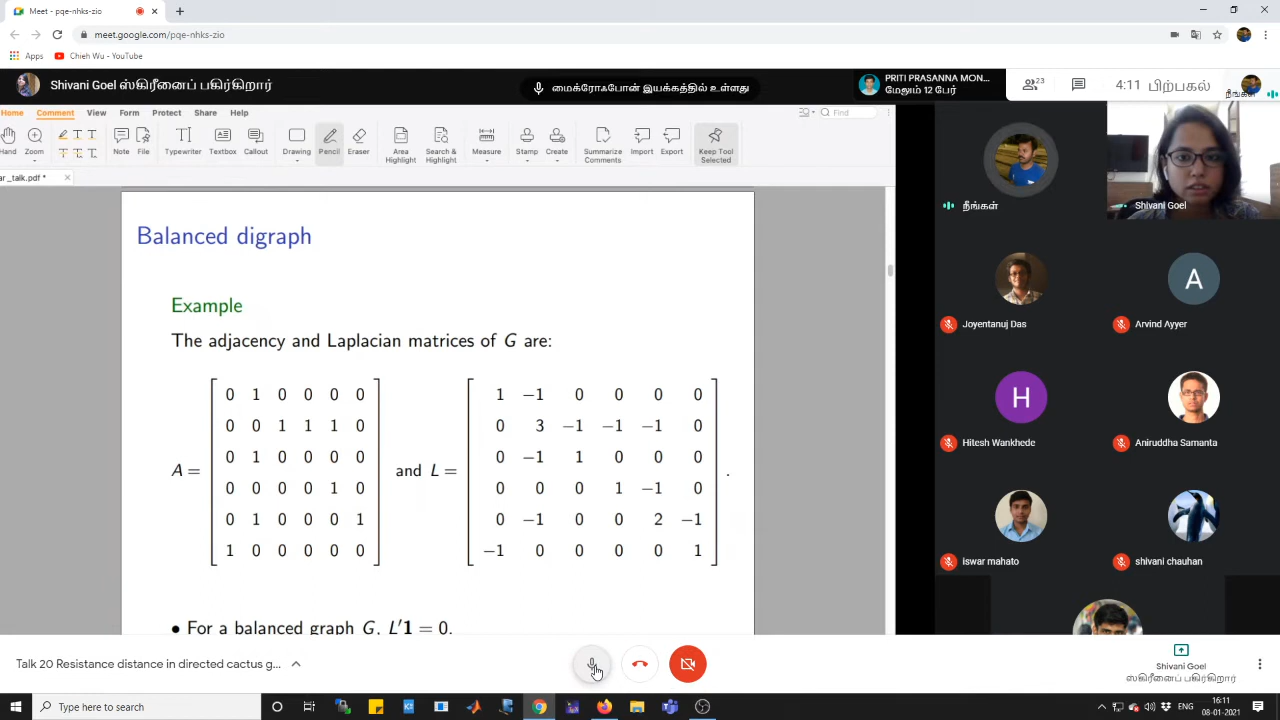 Meet - pqe-nhks-zio
meet.google.com/pqe-nhks-zio
Apps Chieh Wu - YouTube
Shivani Goel ஸ்கிரீனைப் பகிர்கிறார்
மைக்ரோஃபோன் இயக்கத்தில் உள்ளது
PRITI PRASANNA MON...
மேலும் 12 பேர்
23
4:11 பிற்பகல்
நீங்கள்
Home Comment View Form Protect Share Help
Find
Hand Zoom Note File Typewriter Textbox Callout Drawing Pencil Eraser Area Highlight Search & Highlight Measure Stamp Create Summarize Comments Import Export Keep Tool Selected
ar_talk.pdf *
Balanced digraph
Example
The adjacency and Laplacian matrices of G are:
A =
0 1 0 0 0 0
0 0 1 1 1 0
0 1 0 0 0 0
0 0 0 0 1 0
0 1 0 0 0 1
1 0 0 0 0 0
and L =
1 −1 0 0 0 0
0 3 −1 −1 −1 0
0 −1 1 0 0 0
0 0 0 1 −1 0
0 −1 0 0 2 −1
−1 0 0 0 0 1
.
• For a balanced graph G, L′1 = 0.
நீங்கள்
Shivani Goel
Joyentanuj Das
A
Arvind Ayyer
H
Hitesh Wankhede
Aniruddha Samanta
Iswar mahato
shivani chauhan
Talk 20 Resistance distance in directed cactus g...
Shivani Goel
ஸ்கிரீனைப் பகிர்கிறார்
Type here to search
ENG
16:11
08-01-2021